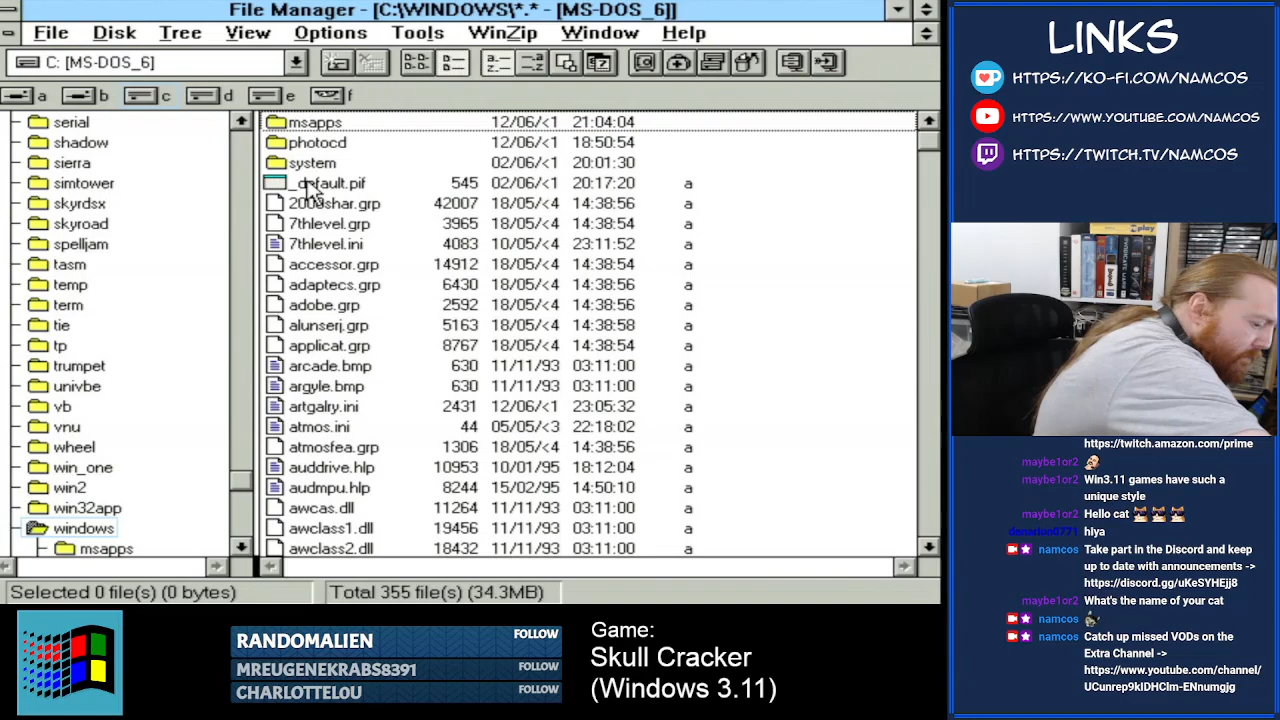 File Manager - [C:\WINDOWS\*.* - [MS-DOS_6]]
File Disk Tree View Options Tools WinZip Window Help
C: [MS-DOS_6]
a b c d e f
serial
shadow
sierra
simtower
skyrdsx
skyroad
spelljam
tasm
temp
term
tie
tp
trumpet
univbe
vb
vnu
wheel
win_one
win2
win32app
windows
msapps
msapps 12/06/<1 21:04:04
photocd 12/06/<1 18:50:54
system 02/06/<1 20:01:30
_default.pif 545 02/06/<1 20:17:20 a
2000shar.grp 42007 18/05/<4 14:38:56 a
7thlevel.grp 3965 18/05/<4 14:38:54 a
7thlevel.ini 4083 10/05/<4 23:11:52 a
accessor.grp 14912 18/05/<4 14:38:54 a
adaptecs.grp 6430 18/05/<4 14:38:56 a
adobe.grp 2592 18/05/<4 14:38:56 a
alunserj.grp 5163 18/05/<4 14:38:58 a
applicat.grp 8767 18/05/<4 14:38:54 a
arcade.bmp 630 11/11/93 03:11:00 a
argyle.bmp 630 11/11/93 03:11:00 a
artgalry.ini 2431 12/06/<1 23:05:32 a
atmos.ini 44 05/05/<3 22:18:02 a
atmosfea.grp 1306 18/05/<4 14:38:56 a
auddrive.hlp 10953 10/01/95 18:12:04 a
audmpu.hlp 8244 15/02/95 14:50:10 a
awcas.dll 11264 11/11/93 03:11:00 a
awclass1.dll 19456 11/11/93 03:11:00 a
awclass2.dll 18432 11/11/93 03:11:00 a
Selected 0 file(s) (0 bytes)
Total 355 file(s) (34.3MB)
RANDOMALIEN FOLLOW
MREUGENEKRABS8391 FOLLOW
CHARLOTTELOU FOLLOW
Game:
Skull Cracker
(Windows 3.11)
LINKS
HTTPS://KO-FI.COM/NAMCOS
HTTPS://WWW.YOUTUBE.COM/NAMCOS
HTTPS://TWITCH.TV/NAMCOS
https://twitch.amazon.com/prime
maybe1or2
maybe1or2 Win3.11 games have such a
unique style
maybe1or2 Hello cat
hiya
namcos Take part in the Discord and keep
up to date with announcements ->
https://discord.gg/uKeSYHEjj8
maybe1or2 What's the name of your cat
namcos
namcos Catch up missed VODs on the
Extra Channel ->
https://www.youtube.com/channel/